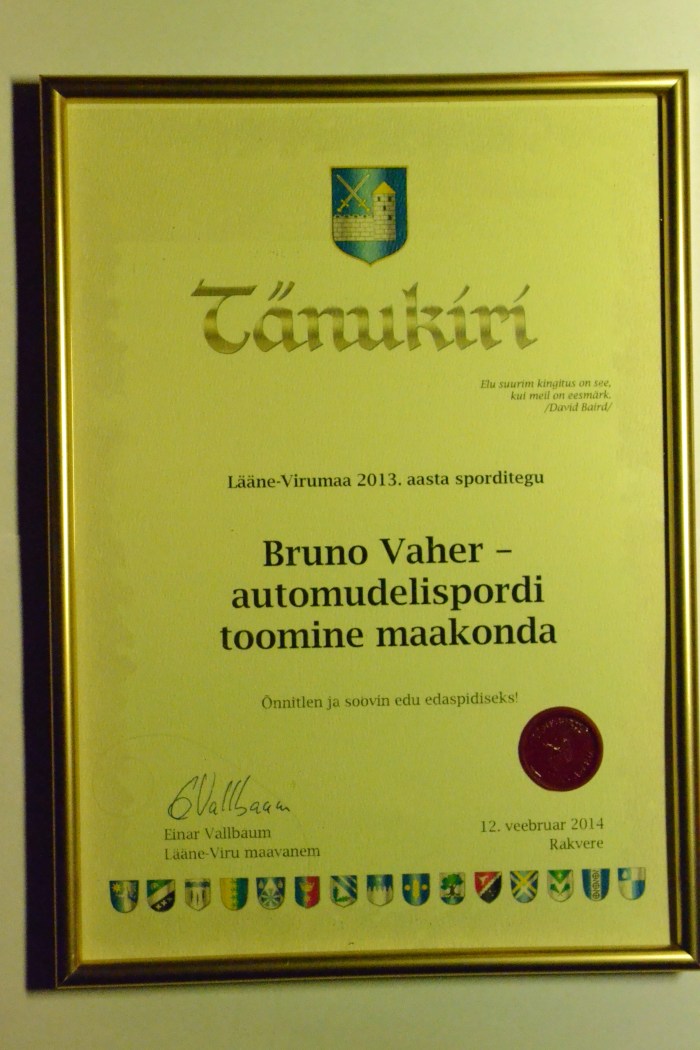 Tänukiri
Elu suurim kingitus on see,
kui meil on eesmärk.
/David Baird/
Lääne-Virumaa 2013. aasta sporditegu
Bruno Vaher –
automudelispordi
toomine maakonda
Õnnitlen ja soovin edu edaspidiseks!
EVallbaum
Einar Vallbaum
Lääne-Viru maavanem
12. veebruar 2014
Rakvere